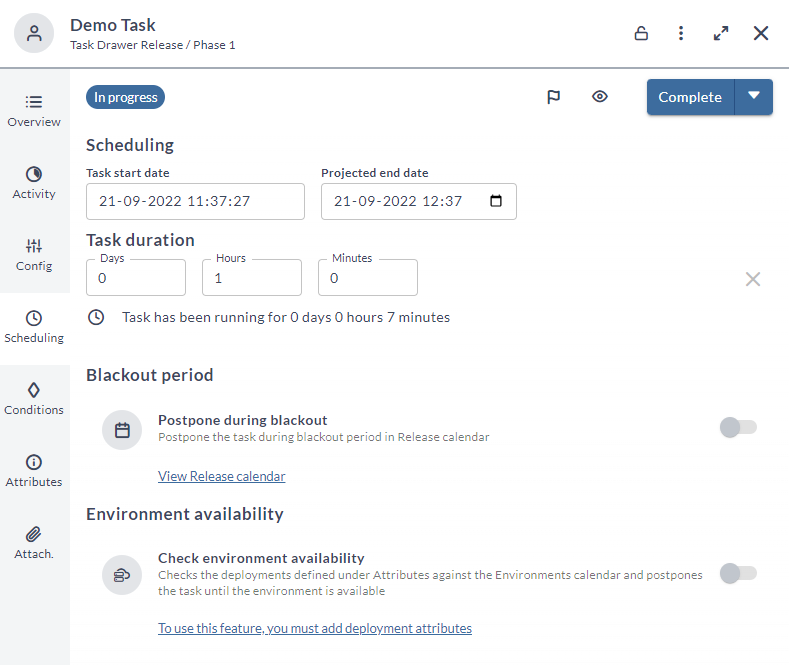 Demo Task
Task Drawer Release / Phase 1
Overview
Activity
Config
Scheduling
Conditions
Attributes
Attach.
In progress
Complete
Scheduling
Task start date
Projected end date
21-09-2022 11:37:27
21-09-2022 12:37
Task duration
Days
Hours
Minutes
0
1
0
Task has been running for 0 days 0 hours 7 minutes
Blackout period
Postpone during blackout
Postpone the task during blackout period in Release calendar
View Release calendar
Environment availability
Check environment availability
Checks the deployments defined under Attributes against the Environments calendar and postpones
the task until the environment is available
To use this feature, you must add deployment attributes